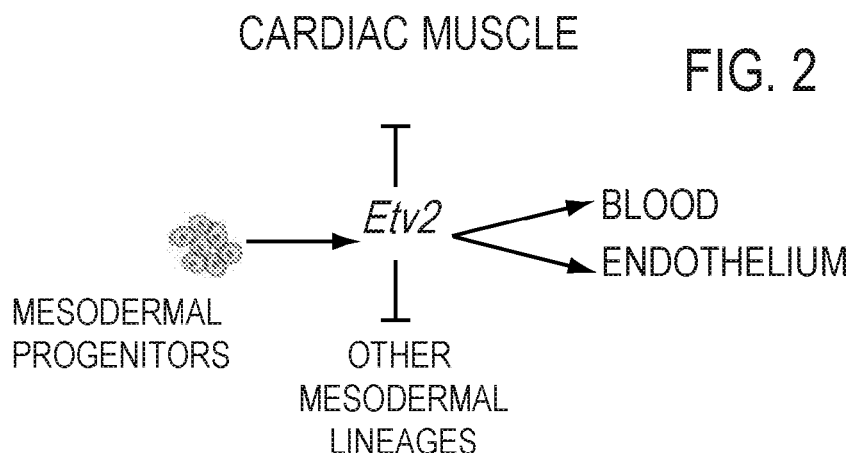 CARDIAC MUSCLE
FIG. 2
Etv2
BLOOD
ENDOTHELIUM
MESODERMAL
PROGENITORS
OTHER
MESODERMAL
LINEAGES